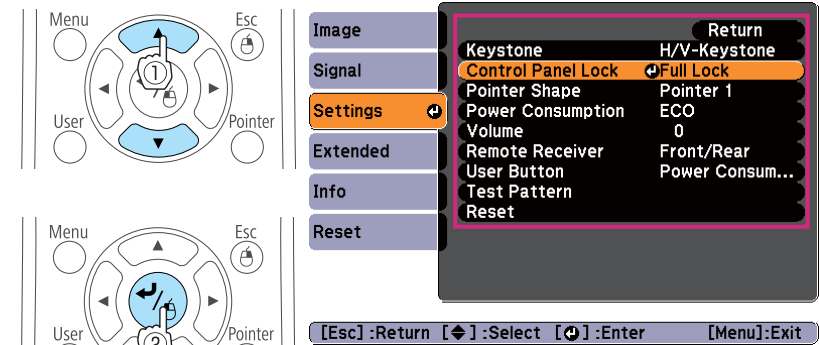 Menu
Esc
1
User
Pointer
Menu
Esc
User
Pointer
2
Image
Signal
Settings
Extended
Info
Reset
Return
Keystone H/V-Keystone
Control Panel Lock Full Lock
Pointer Shape Pointer 1
Power Consumption ECO
Volume 0
Remote Receiver Front/Rear
User Button Power Consum...
Test Pattern
Reset
[Esc] :Return [◆] :Select [↵] :Enter [Menu]:Exit